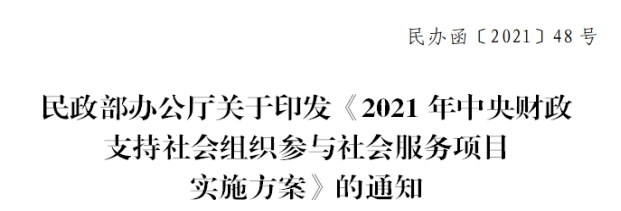 民办函〔2021〕48号
民政部办公厅关于印发《2021年中央财政
支持社会组织参与社会服务项目
实施方案》的通知